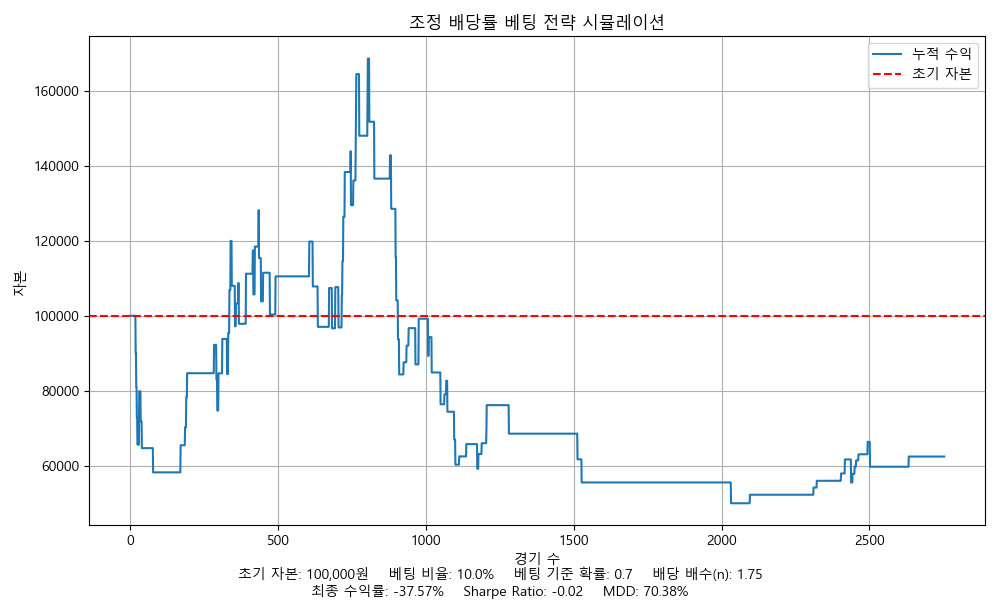 조정 배당률 베팅 전략 시뮬레이션
누적 수익
초기 자본
자본
160000
140000
120000
100000
80000
60000
0 500 1000 1500 2000 2500
경기 수
초기 자본: 100,000원 베팅 비율: 10.0% 베팅 기준 확률: 0.7 배당 배수(n): 1.75
최종 수익률: -37.57% Sharpe Ratio: -0.02 MDD: 70.38%